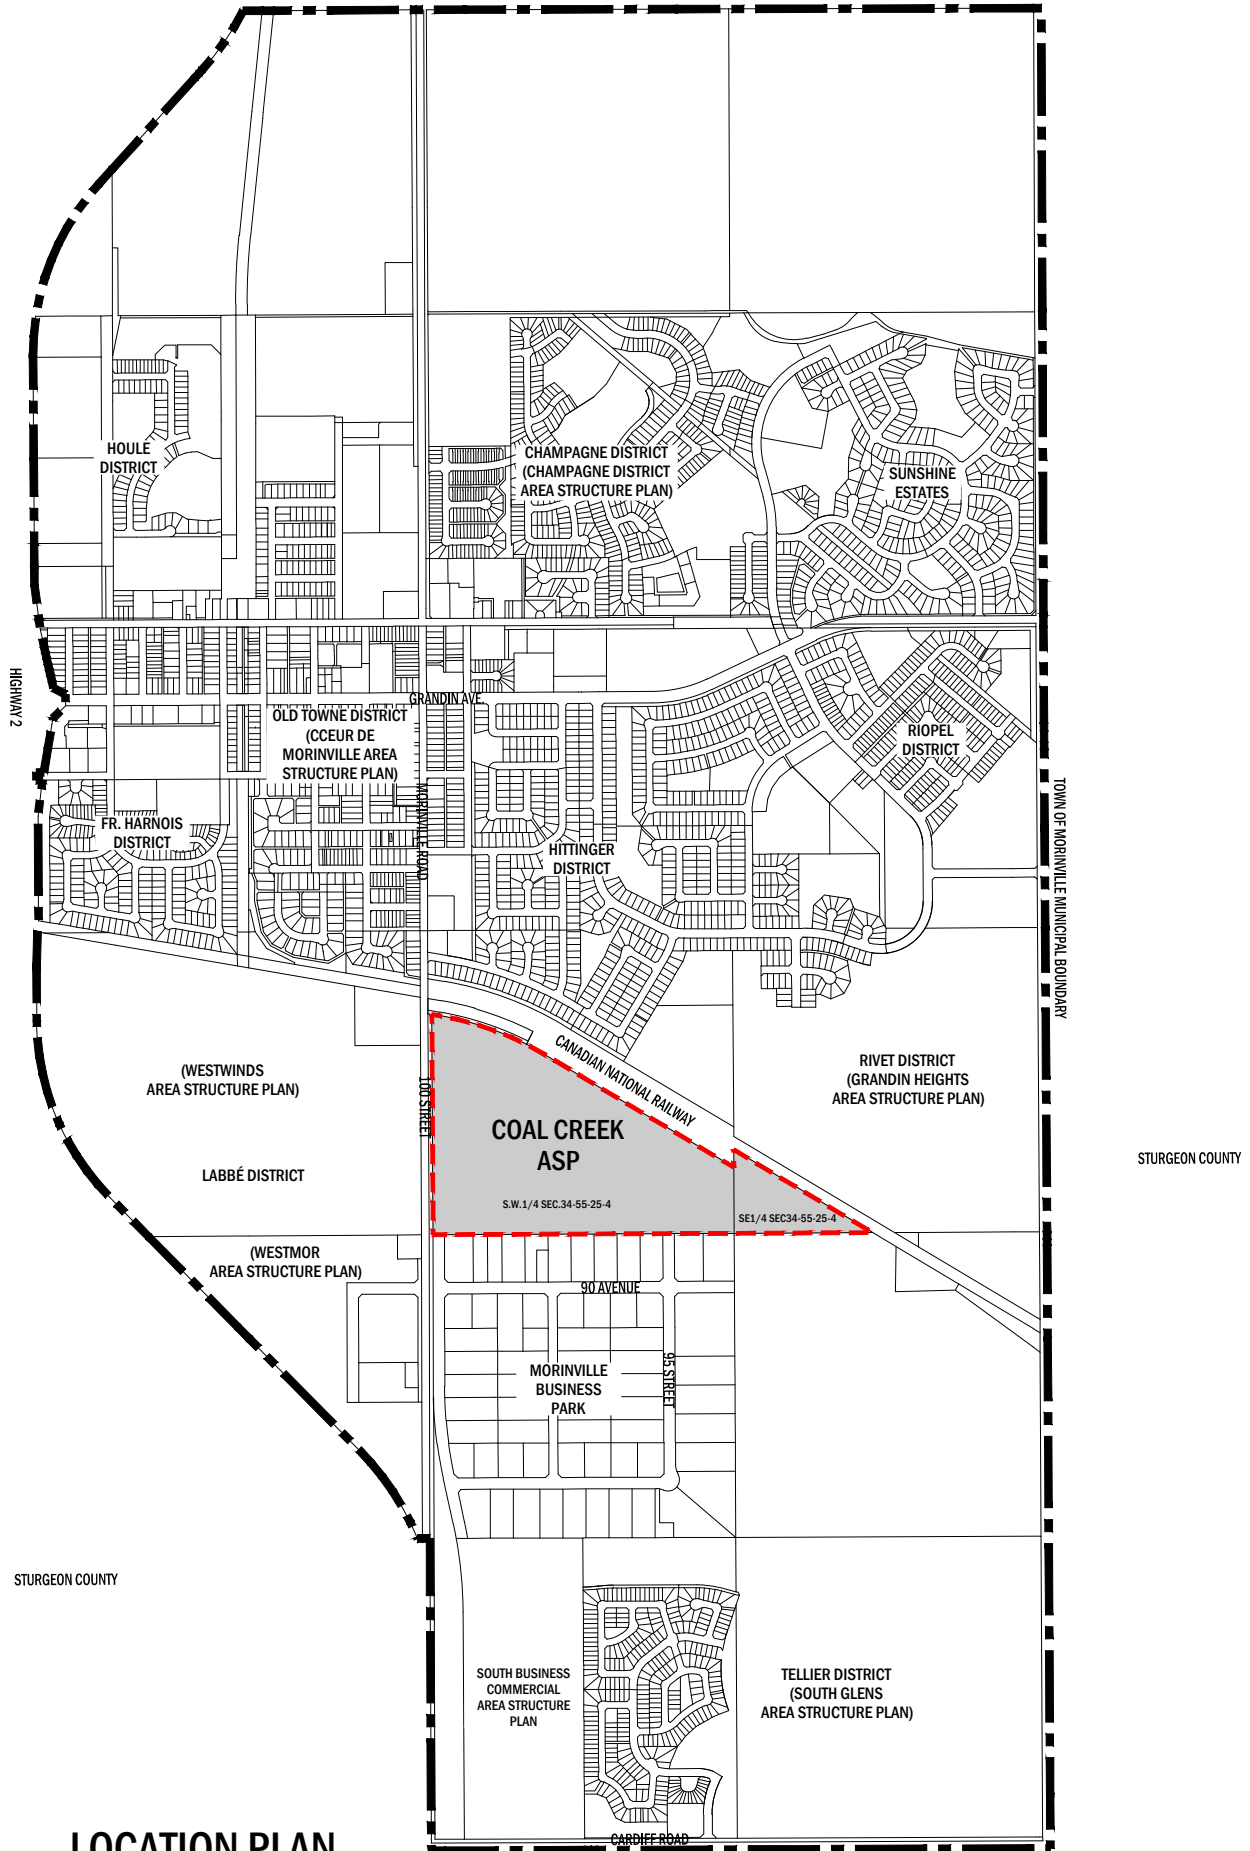 HOULE
DISTRICT
CHAMPAGNE DISTRICT
(CHAMPAGNE DISTRICT
AREA STRUCTURE PLAN)
SUNSHINE
ESTATES
HIGHWAY 2
GRANDIN AVE.
OLD TOWNE DISTRICT
(CCEUR DE
MORINVILLE AREA
STRUCTURE PLAN)
RIOPEL
DISTRICT
MORINVILLE ROAD
TOWN OF MORINVILLE MUNICIPAL BOUNDARY
FR. HARNOIS
DISTRICT
HITTINGER
DISTRICT
CANADIAN NATIONAL RAILWAY
(WESTWINDS
AREA STRUCTURE PLAN)
RIVET DISTRICT
(GRANDIN HEIGHTS
AREA STRUCTURE PLAN)
100 STREET
COAL CREEK
ASP
STURGEON COUNTY
LABBÉ DISTRICT
S.W.1/4 SEC.34-55-25-4
SE1/4 SEC34-55-25-4
(WESTMOR
AREA STRUCTURE PLAN)
90 AVENUE
95 STREET
MORINVILLE
BUSINESS
PARK
STURGEON COUNTY
SOUTH BUSINESS
COMMERCIAL
AREA STRUCTURE
PLAN
TELLIER DISTRICT
(SOUTH GLENS
AREA STRUCTURE PLAN)
LOCATION PLAN
CARDIFF ROAD